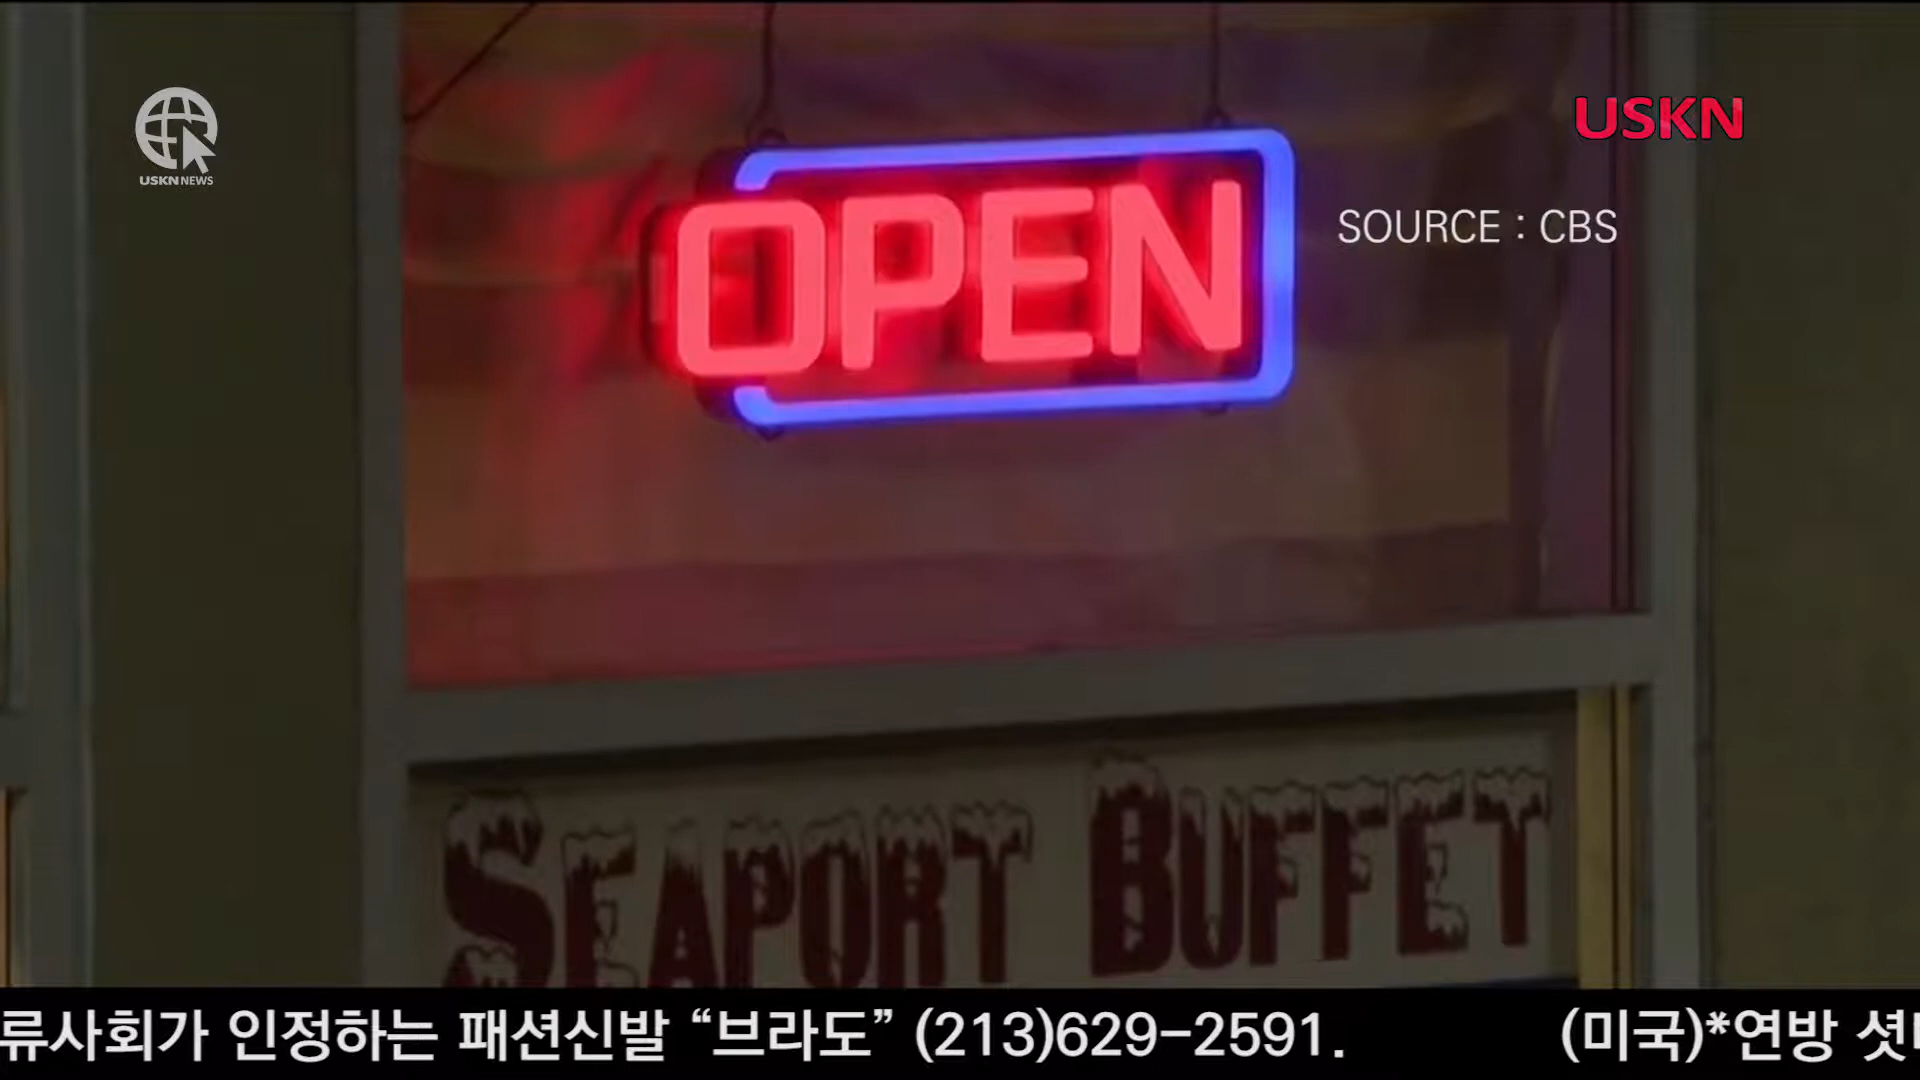 USKN NEWS
USKN
OPEN
SOURCE : CBS
SEAPORT BUFFET
류사회가 인정하는 패션신발 “브라도” (213)629-2591.
(미국)*연방 셧